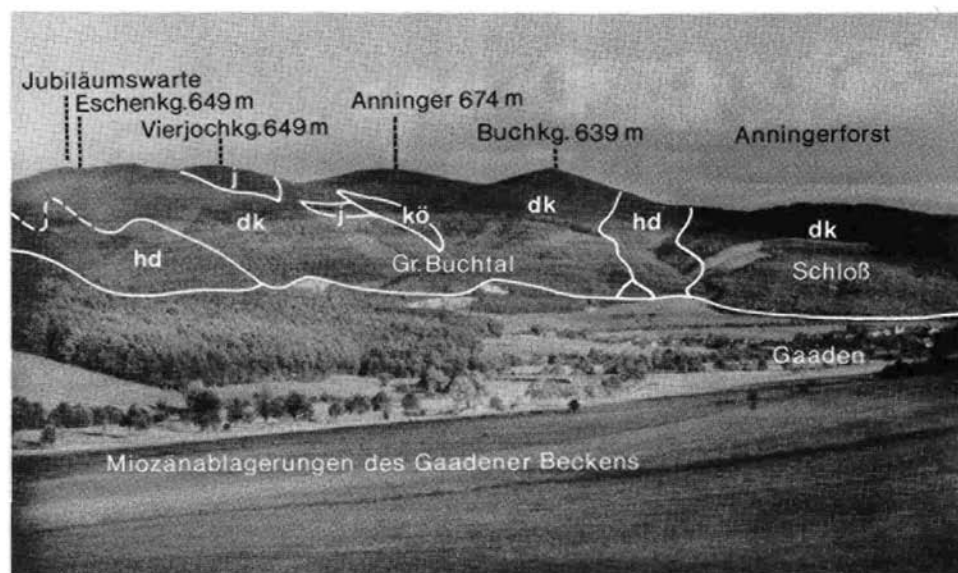 Jubiläumswarte
Eschenkg. 649 m
Vierjochkg. 649 m
Anninger 674 m
Buchkg. 639 m
Anningerforst
j
hd
dk
j
kö
dk
hd
dk
Gr. Buchtal
Schloß
Gaaden
Miozänablagerungen des Gaadener Beckens